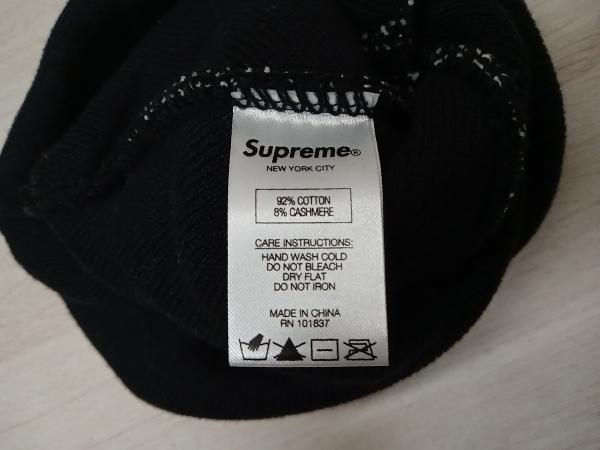 Supreme®
NEW YORK CITY
92% COTTON
8% CASHMERE
CARE INSTRUCTIONS:
HAND WASH COLD
DO NOT BLEACH
DRY FLAT
DO NOT IRON
MADE IN CHINA
RN 101837